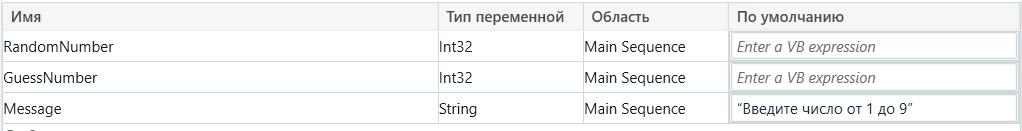 Имя Тип переменной Область По умолчанию
RandomNumber Int32 Main Sequence Enter a VB expression
GuessNumber Int32 Main Sequence Enter a VB expression
Message String Main Sequence “Введите число от 1 до 9”